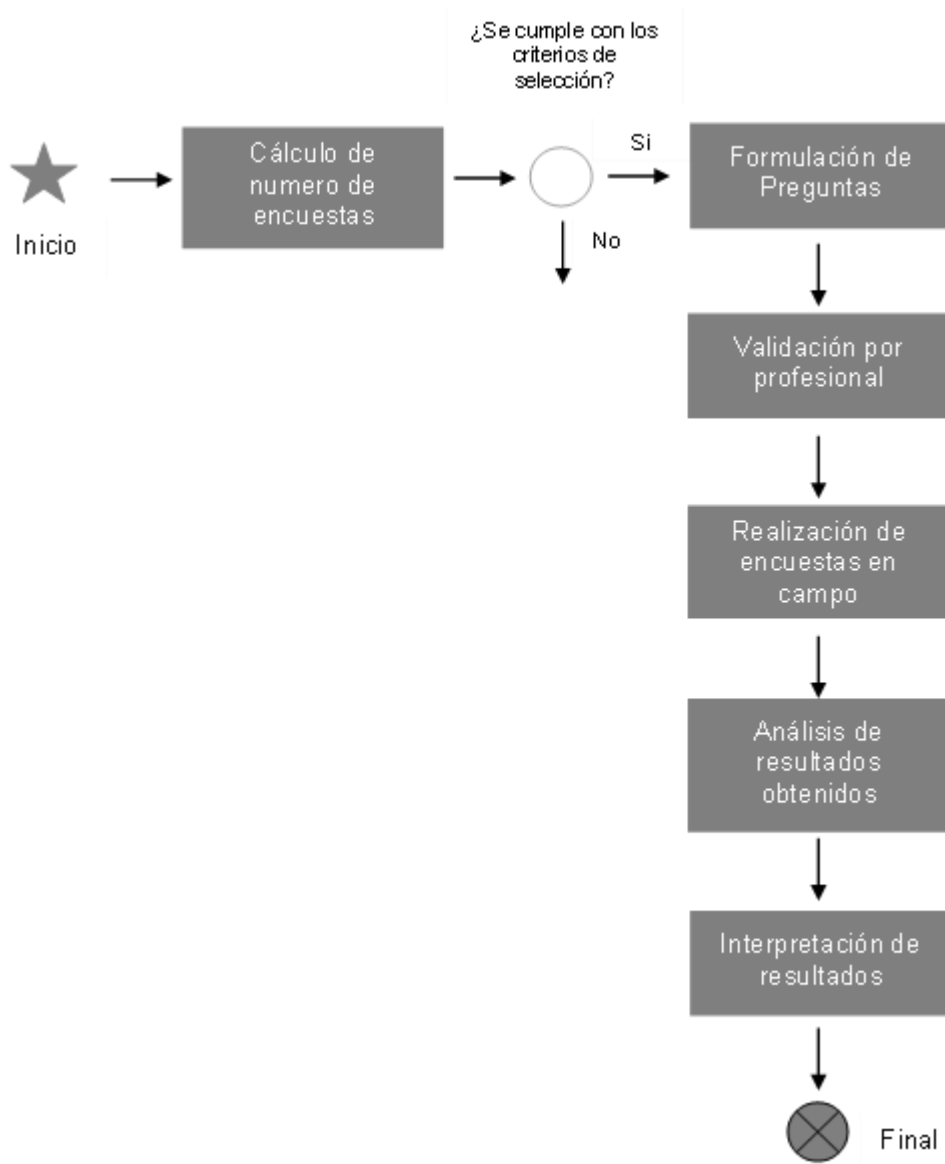 ¿Se cumple con los
criterios de
selección?
Inicio
Cálculo de
numero de
encuestas
Si
No
Formulación de
Preguntas
Validación por
profesional
Realización de
encuestas en
campo
Análisis de
resultados
obtenidos
Interpretación de
resultados
Final